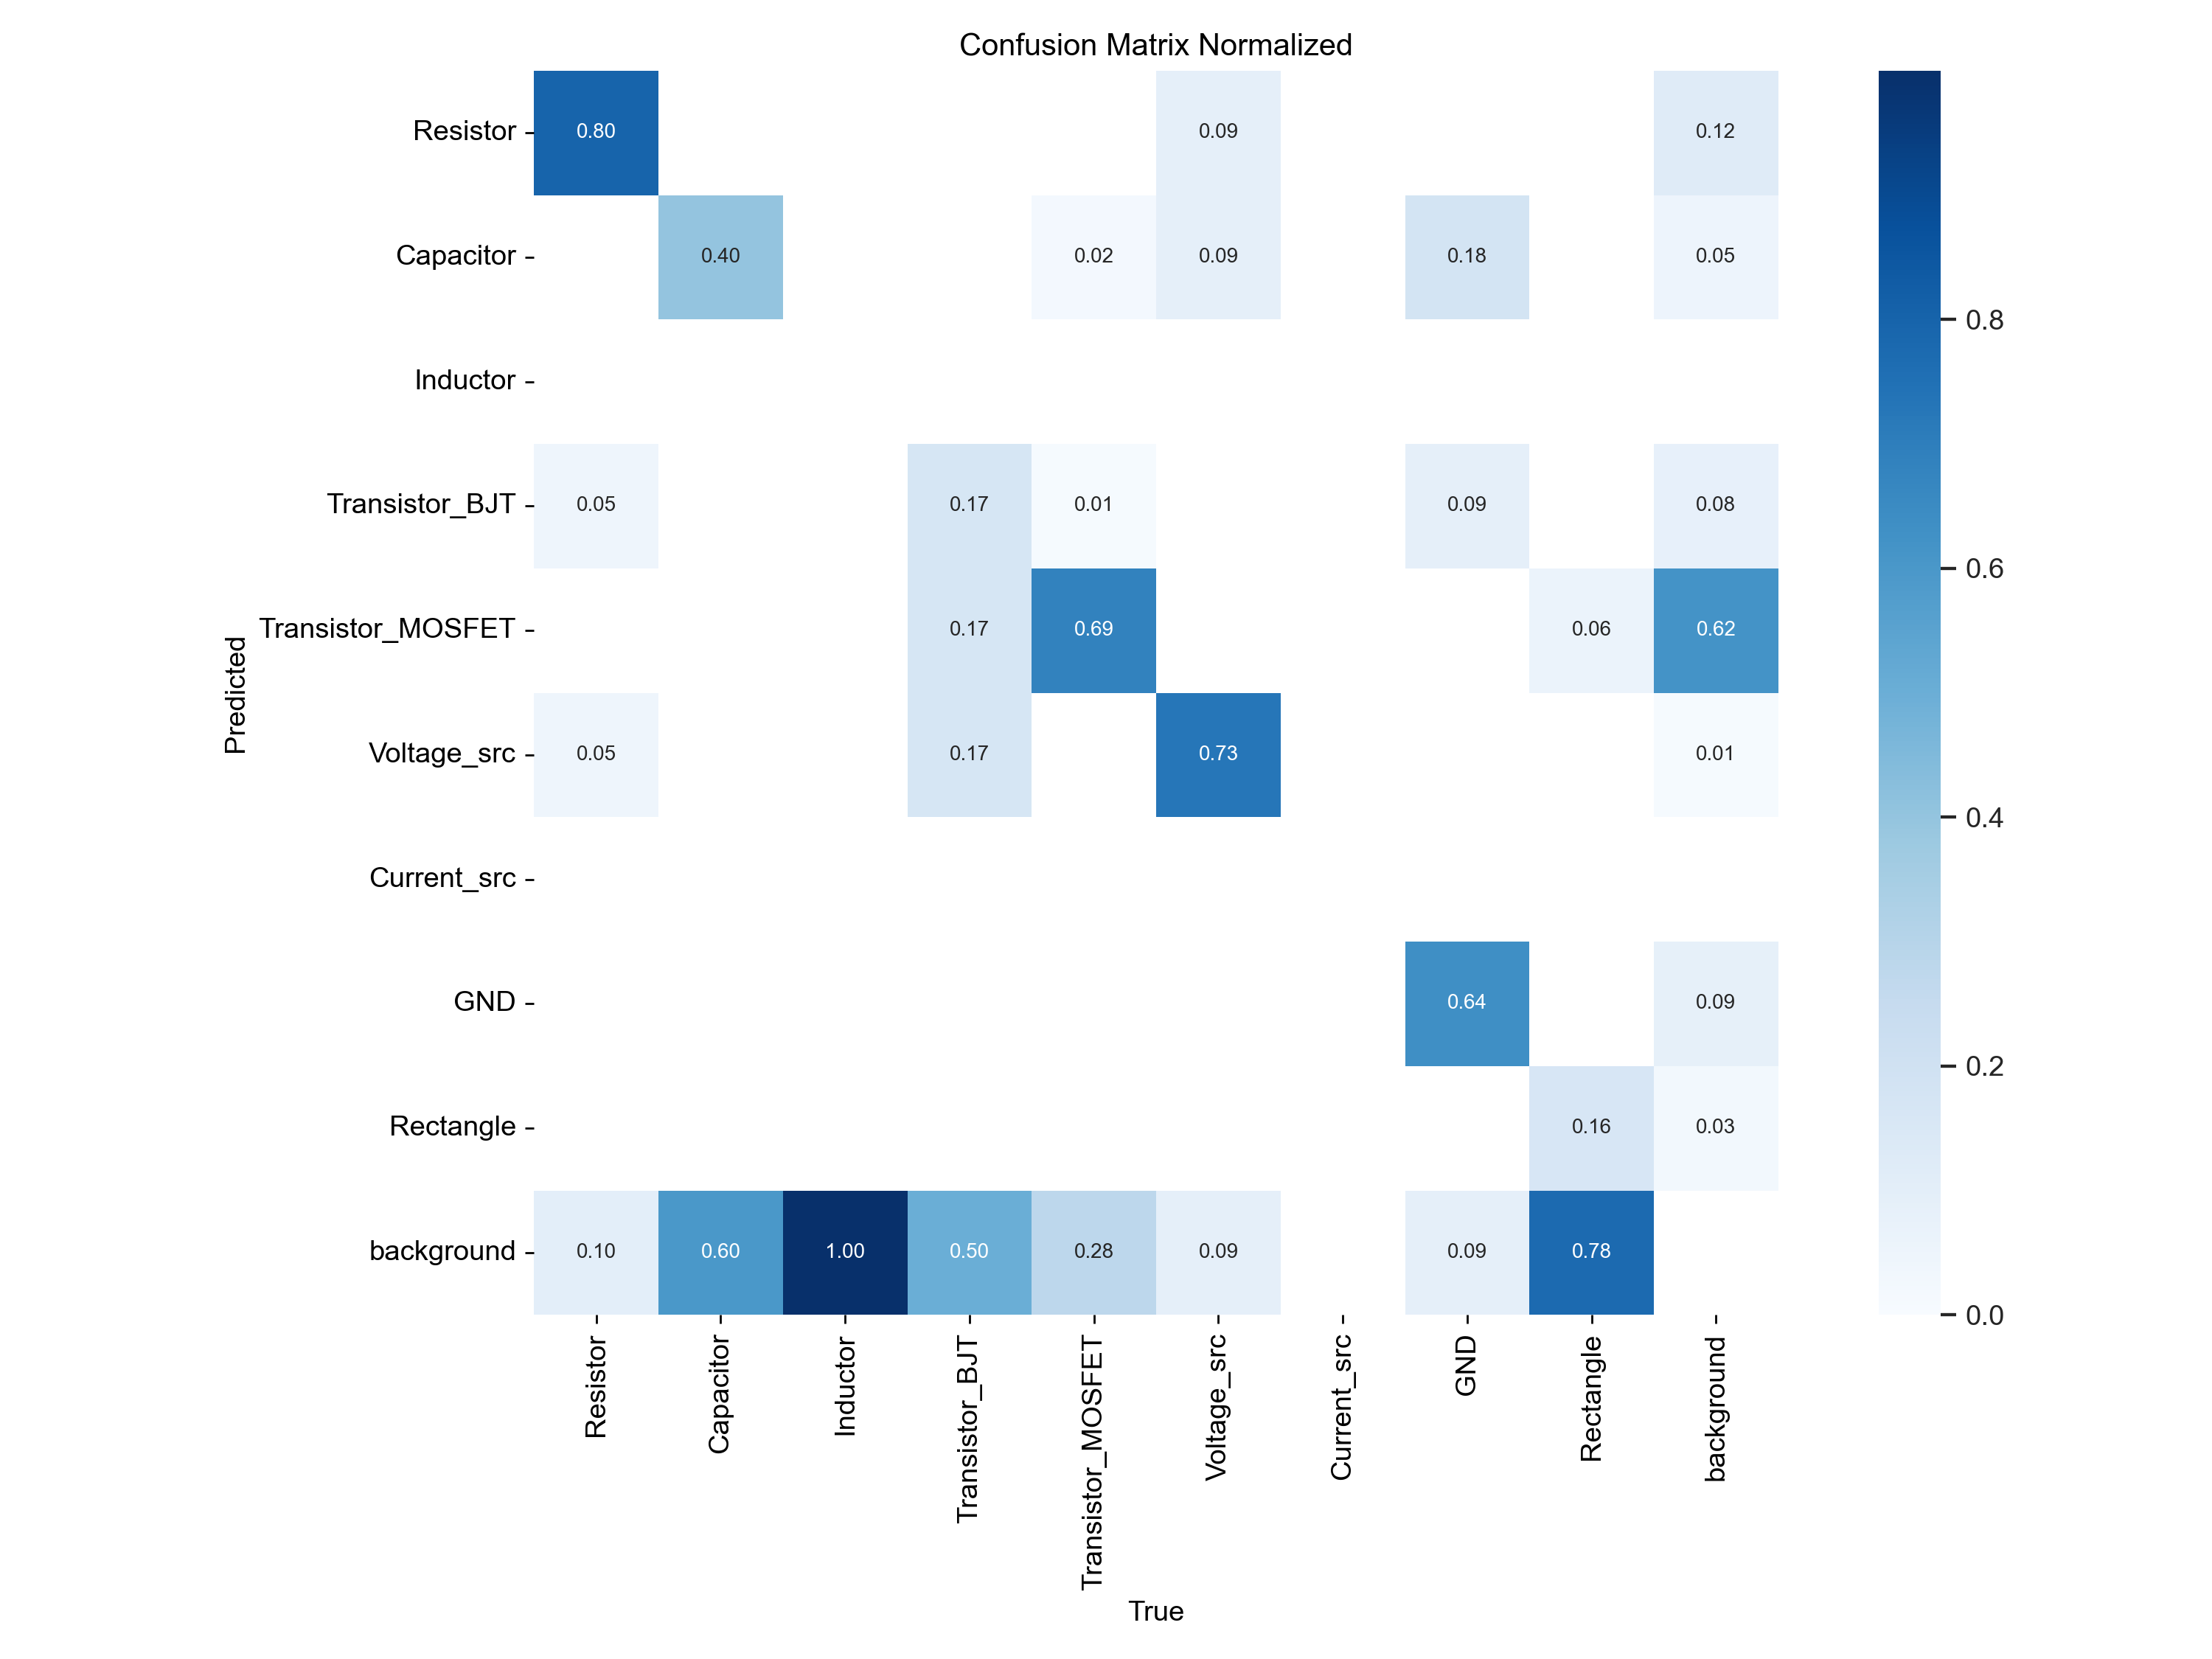 Confusion Matrix Normalized
Resistor 0.80 0.09 0.12
Capacitor 0.40 0.02 0.09 0.18 0.05
0.8
Inductor
Transistor_BJT 0.05 0.17 0.01 0.09 0.08
0.6
Transistor_MOSFET 0.17 0.69 0.06 0.62
Predicted
Voltage_src 0.05 0.17 0.73 0.01
0.4
Current_src
GND 0.64 0.09
0.2
Rectangle 0.16 0.03
background 0.10 0.60 1.00 0.50 0.28 0.09 0.09 0.78
0.0
Resistor
Capacitor
Inductor
Transistor_BJT
Transistor_MOSFET
Voltage_src
Current_src
GND
Rectangle
background
True